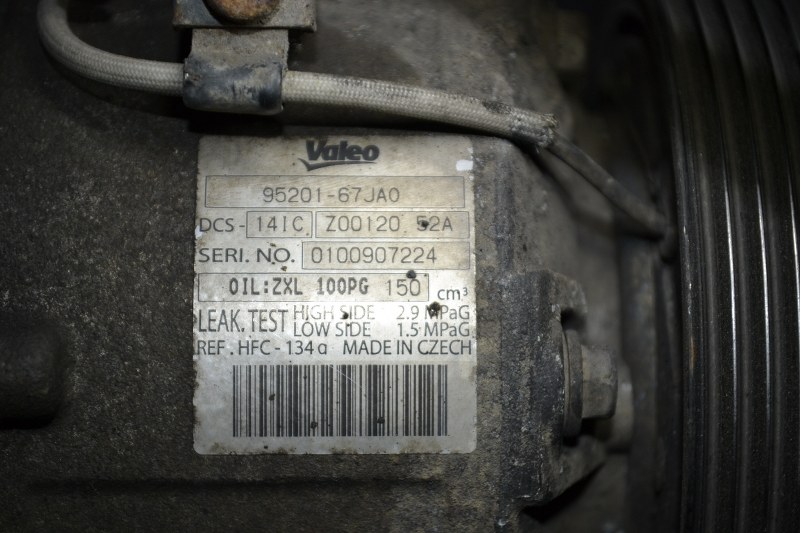 Valeo
95201-67JA0
DCS - 14IC Z00120 52A
SERI. NO. 0100907224
OIL:ZXL 100PG 150 cm³
LEAK. TEST HIGH SIDE 2.9 MPaG
LOW SIDE 1.5 MPaG
REF. HFC - 134a MADE IN CZECH